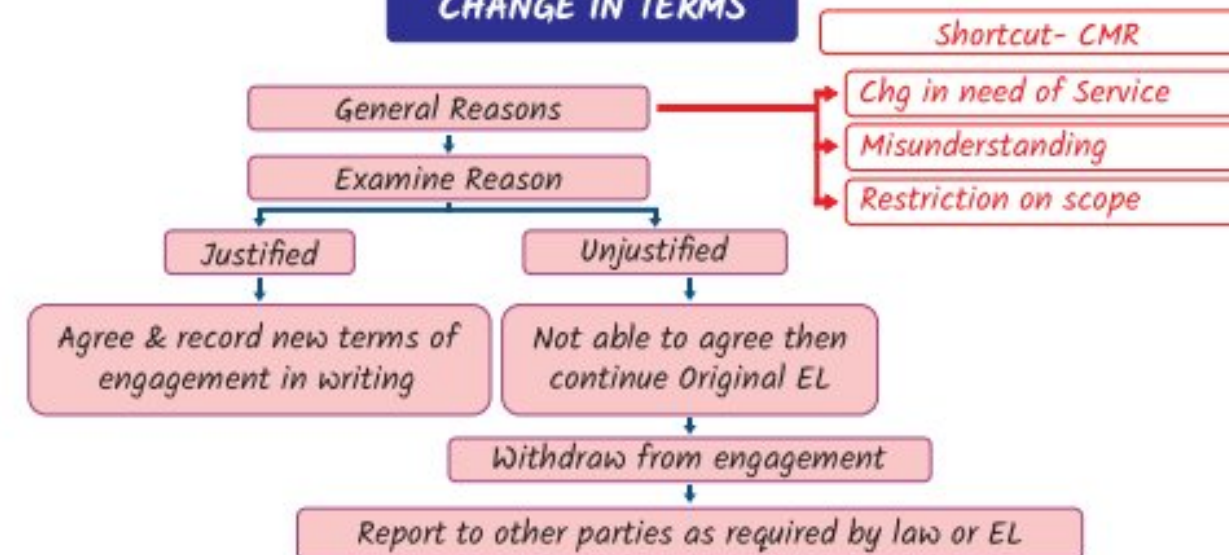 CHANGE IN TERMS
Shortcut- CMR
General Reasons
Chg in need of Service
Misunderstanding
Restriction on scope
Examine Reason
Justified
Unjustified
Agree & record new terms of
engagement in writing
Not able to agree then
continue Original EL
Withdraw from engagement
Report to other parties as required by law or EL